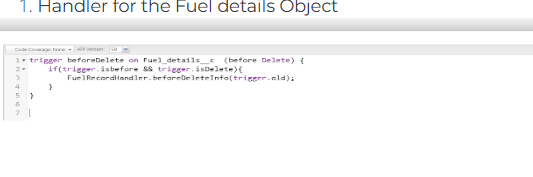 1. Handler for the Fuel details Object
Code Coverage: None API Version: 58
1 trigger beforeDelete on Fuel_details__c (before Delete) {
2 if(trigger.isbefore && trigger.isDelete){
3 FuelRecordHandler.beforeDeleteInfo(trigger.old);
4 }
5 }
6
7